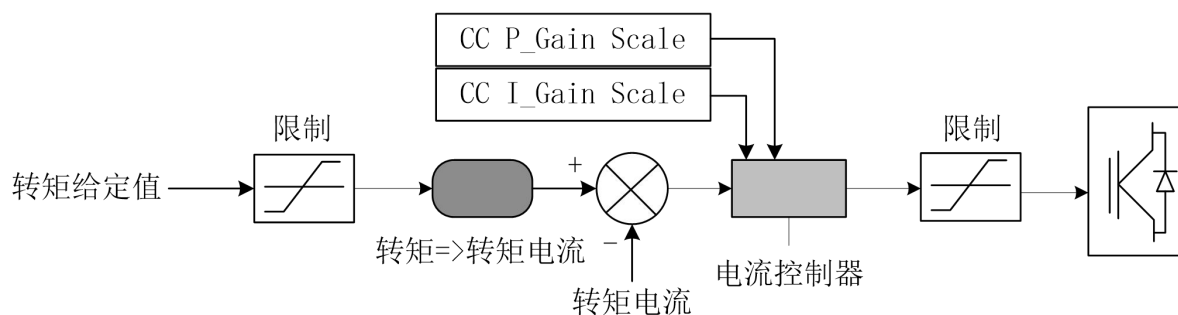 CC P_Gain Scale
CC I_Gain Scale
限制
限制
转矩给定值
+
转矩=>转矩电流
−
电流控制器
转矩电流